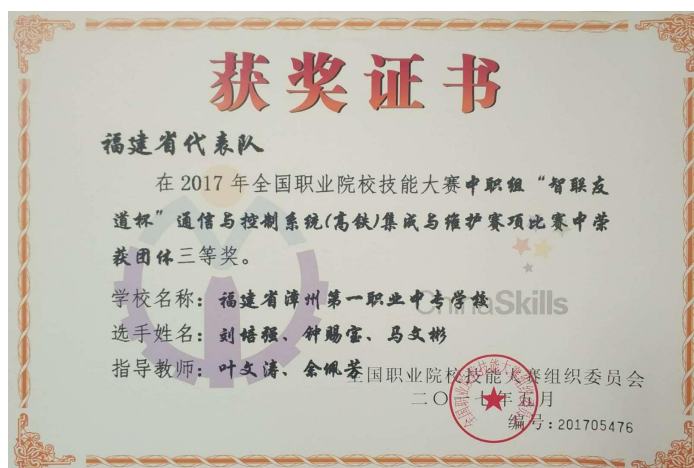 获奖证书
福建省代表队
在 2017 年全国职业院校技能大赛中职组“智联友
道杯”通信与控制系统(高铁)集成与维护赛项比赛中荣
获团体三等奖。
ChinaSkills
学校名称：福建省漳州第一职业中专学校
选手姓名：刘培强、钟赐宝、马文彬
指导教师：叶文涛、余佩芳
全国职业院校技能大赛组织委员会
二〇一七年五月
编号：201705476